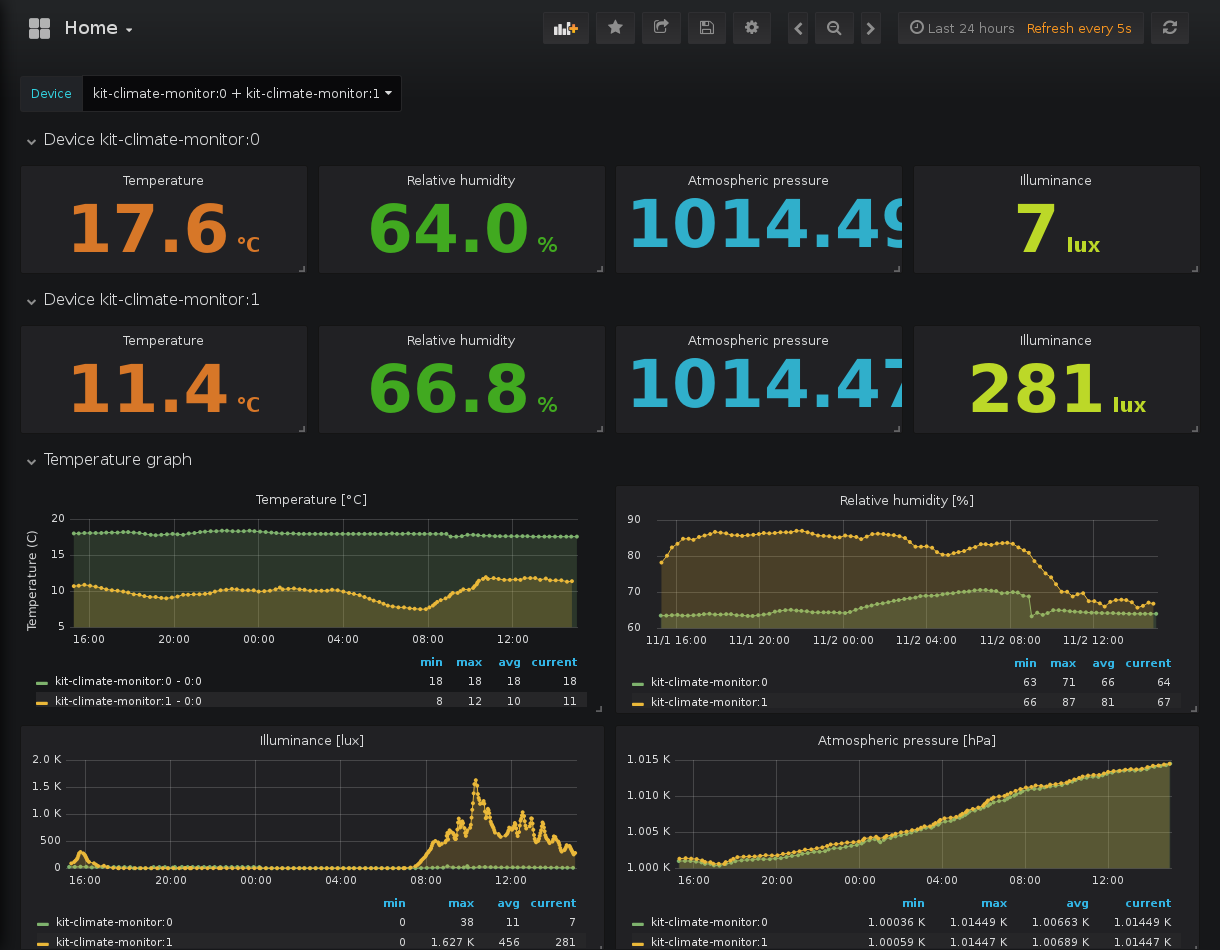 Home
Last 24 hours Refresh every 5s
Device kit-climate-monitor:0 + kit-climate-monitor:1
Device kit-climate-monitor:0
Temperature Relative humidity Atmospheric pressure Illuminance
17.6 °C 64.0 % 1014.49 7 lux
Device kit-climate-monitor:1
Temperature Relative humidity Atmospheric pressure Illuminance
11.4 °C 66.8 % 1014.47 281 lux
Temperature graph
Temperature [°C]
Temperature (C)
20
15
10
5
16:00 20:00 00:00 04:00 08:00 12:00
min max avg current
kit-climate-monitor:0 - 0:0 18 18 18 18
kit-climate-monitor:1 - 0:0 8 12 10 11
Relative humidity [%]
90
80
70
60
11/1 16:00 11/1 20:00 11/2 00:00 11/2 04:00 11/2 08:00 11/2 12:00
min max avg current
kit-climate-monitor:0 63 71 66 64
kit-climate-monitor:1 66 87 81 67
Illuminance [lux]
2.0 K
1.5 K
1.0 K
500
0
16:00 20:00 00:00 04:00 08:00 12:00
min max avg current
kit-climate-monitor:0 0 38 11 7
kit-climate-monitor:1 0 1.627 K 456 281
Atmospheric pressure [hPa]
1.015 K
1.010 K
1.005 K
1.000 K
16:00 20:00 00:00 04:00 08:00 12:00
min max avg current
kit-climate-monitor:0 1.00036 K 1.01449 K 1.00663 K 1.01449 K
kit-climate-monitor:1 1.00059 K 1.01447 K 1.00689 K 1.01447 K